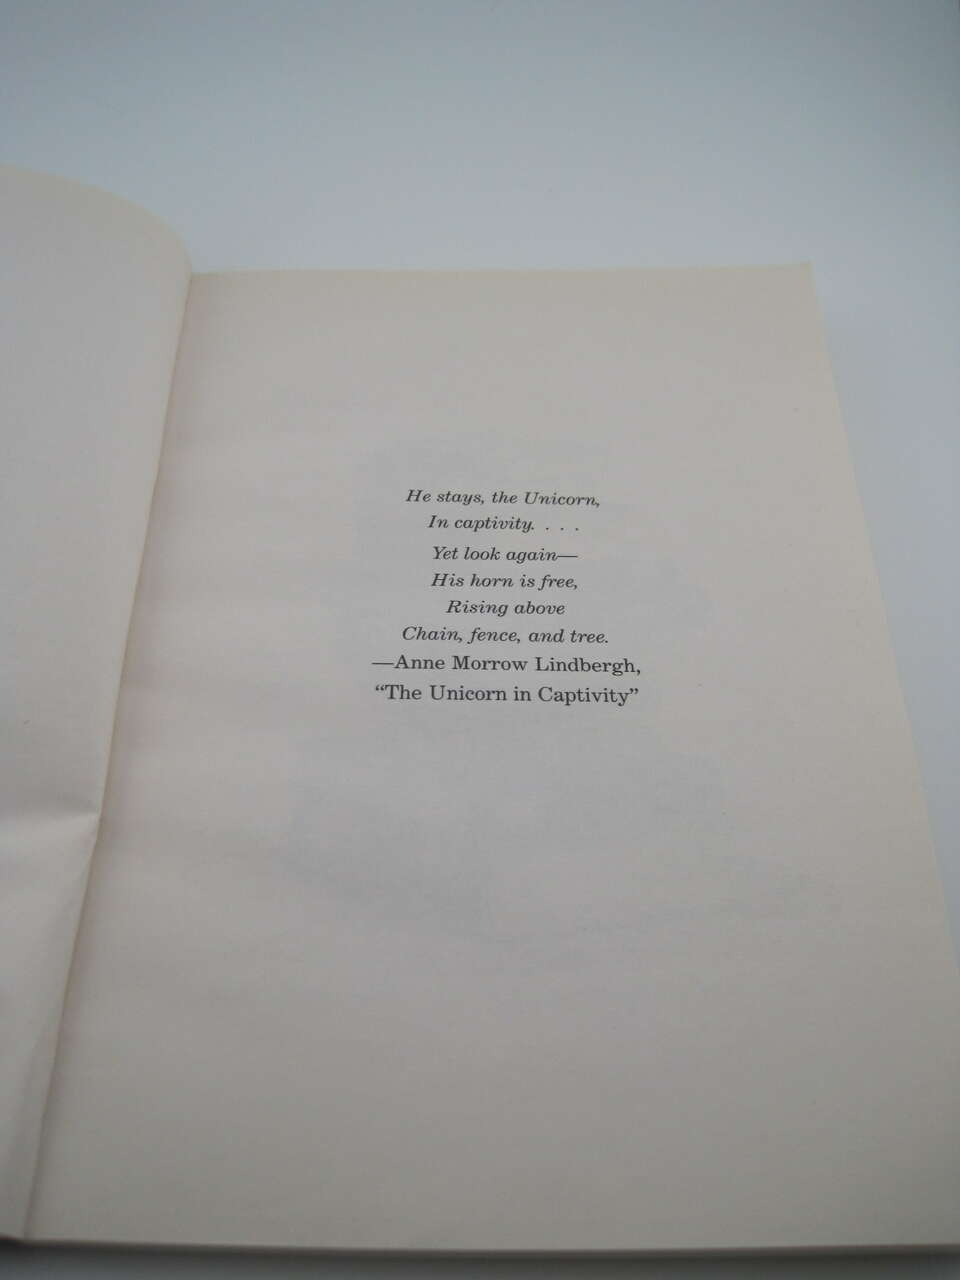 He stays, the Unicorn,
In captivity. . . .
Yet look again—
His horn is free,
Rising above
Chain, fence, and tree.
—Anne Morrow Lindbergh,
“The Unicorn in Captivity”